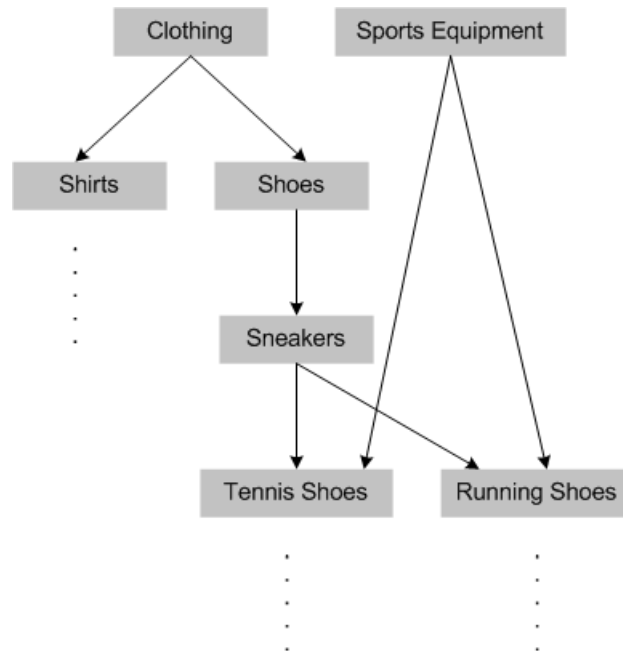 Clothing
Sports Equipment
Shirts
Shoes
Sneakers
Tennis Shoes
Running Shoes